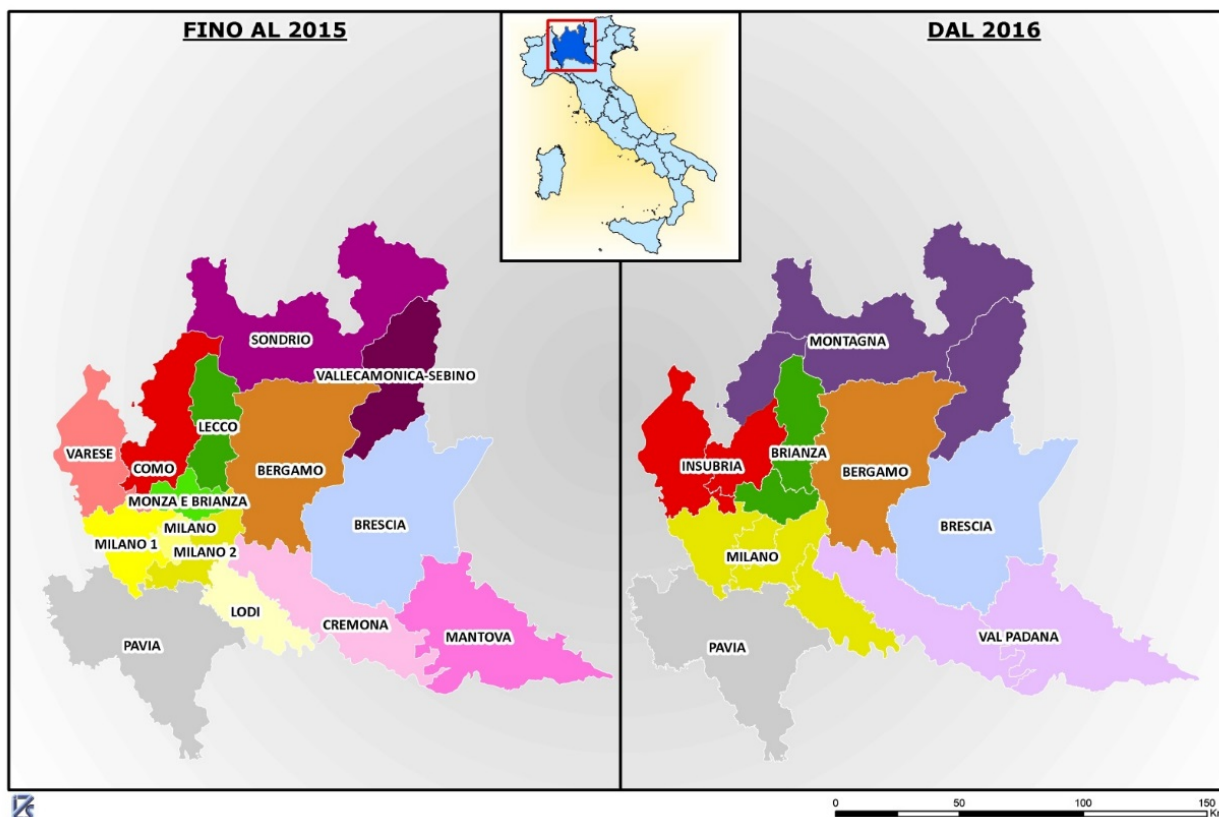 FINO AL 2015
DAL 2016
SONDRIO
VALLECAMONICA-SEBINO
LECCO
VARESE
COMO
BERGAMO
MONZA E BRIANZA
BRESCIA
MILANO
MILANO 1
MILANO 2
LODI
CREMONA
MANTOVA
PAVIA
MONTAGNA
BRIANZA
INSUBRIA
BERGAMO
BRESCIA
MILANO
VAL PADANA
PAVIA
0 50 100 150